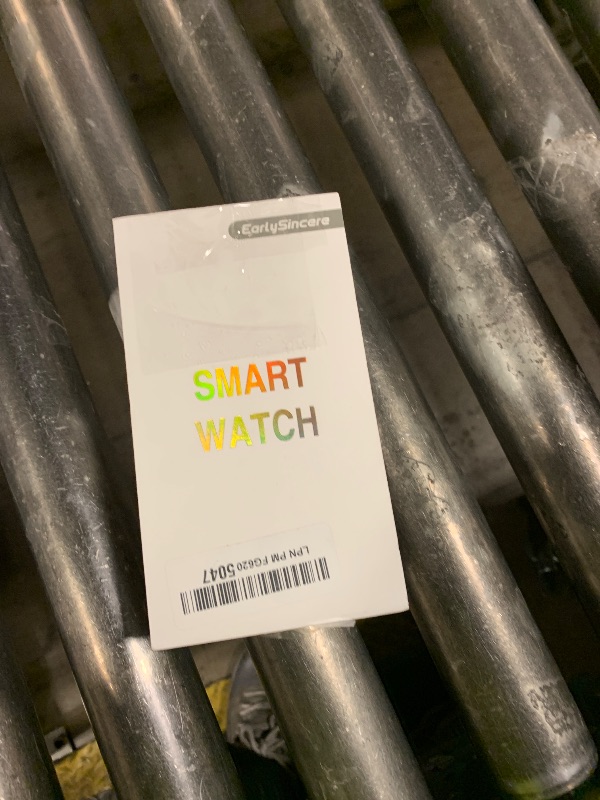 EarlySincere
SMART
WATCH
LPN PM FG620 5047